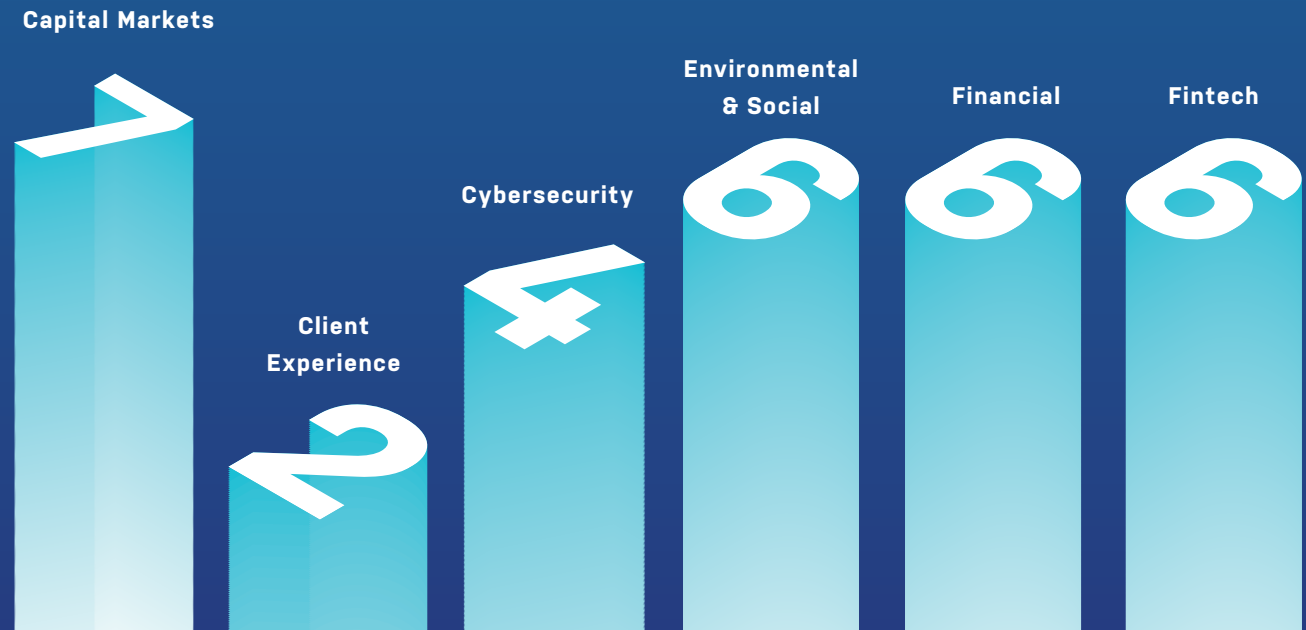 Capital Markets
7
Client
Experience
2
Cybersecurity
4
Environmental
& Social
6
Financial
6
Fintech
6